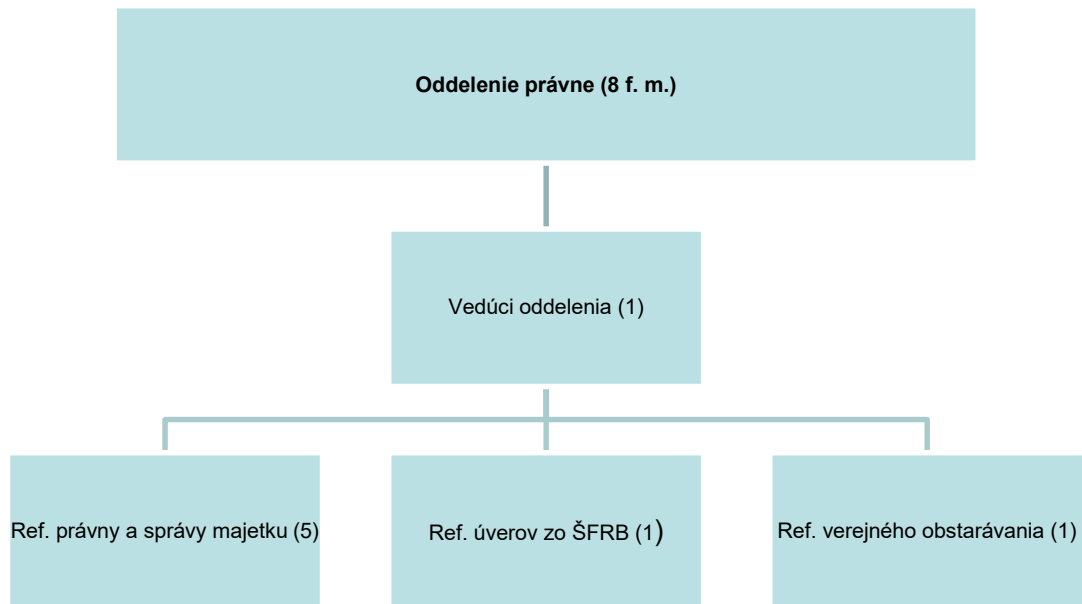 Oddelenie právne (8 f. m.)
Vedúci oddelenia (1)
Ref. právny a správy majetku (5)
Ref. úverov zo ŠFRB (1)
Ref. verejného obstarávania (1)